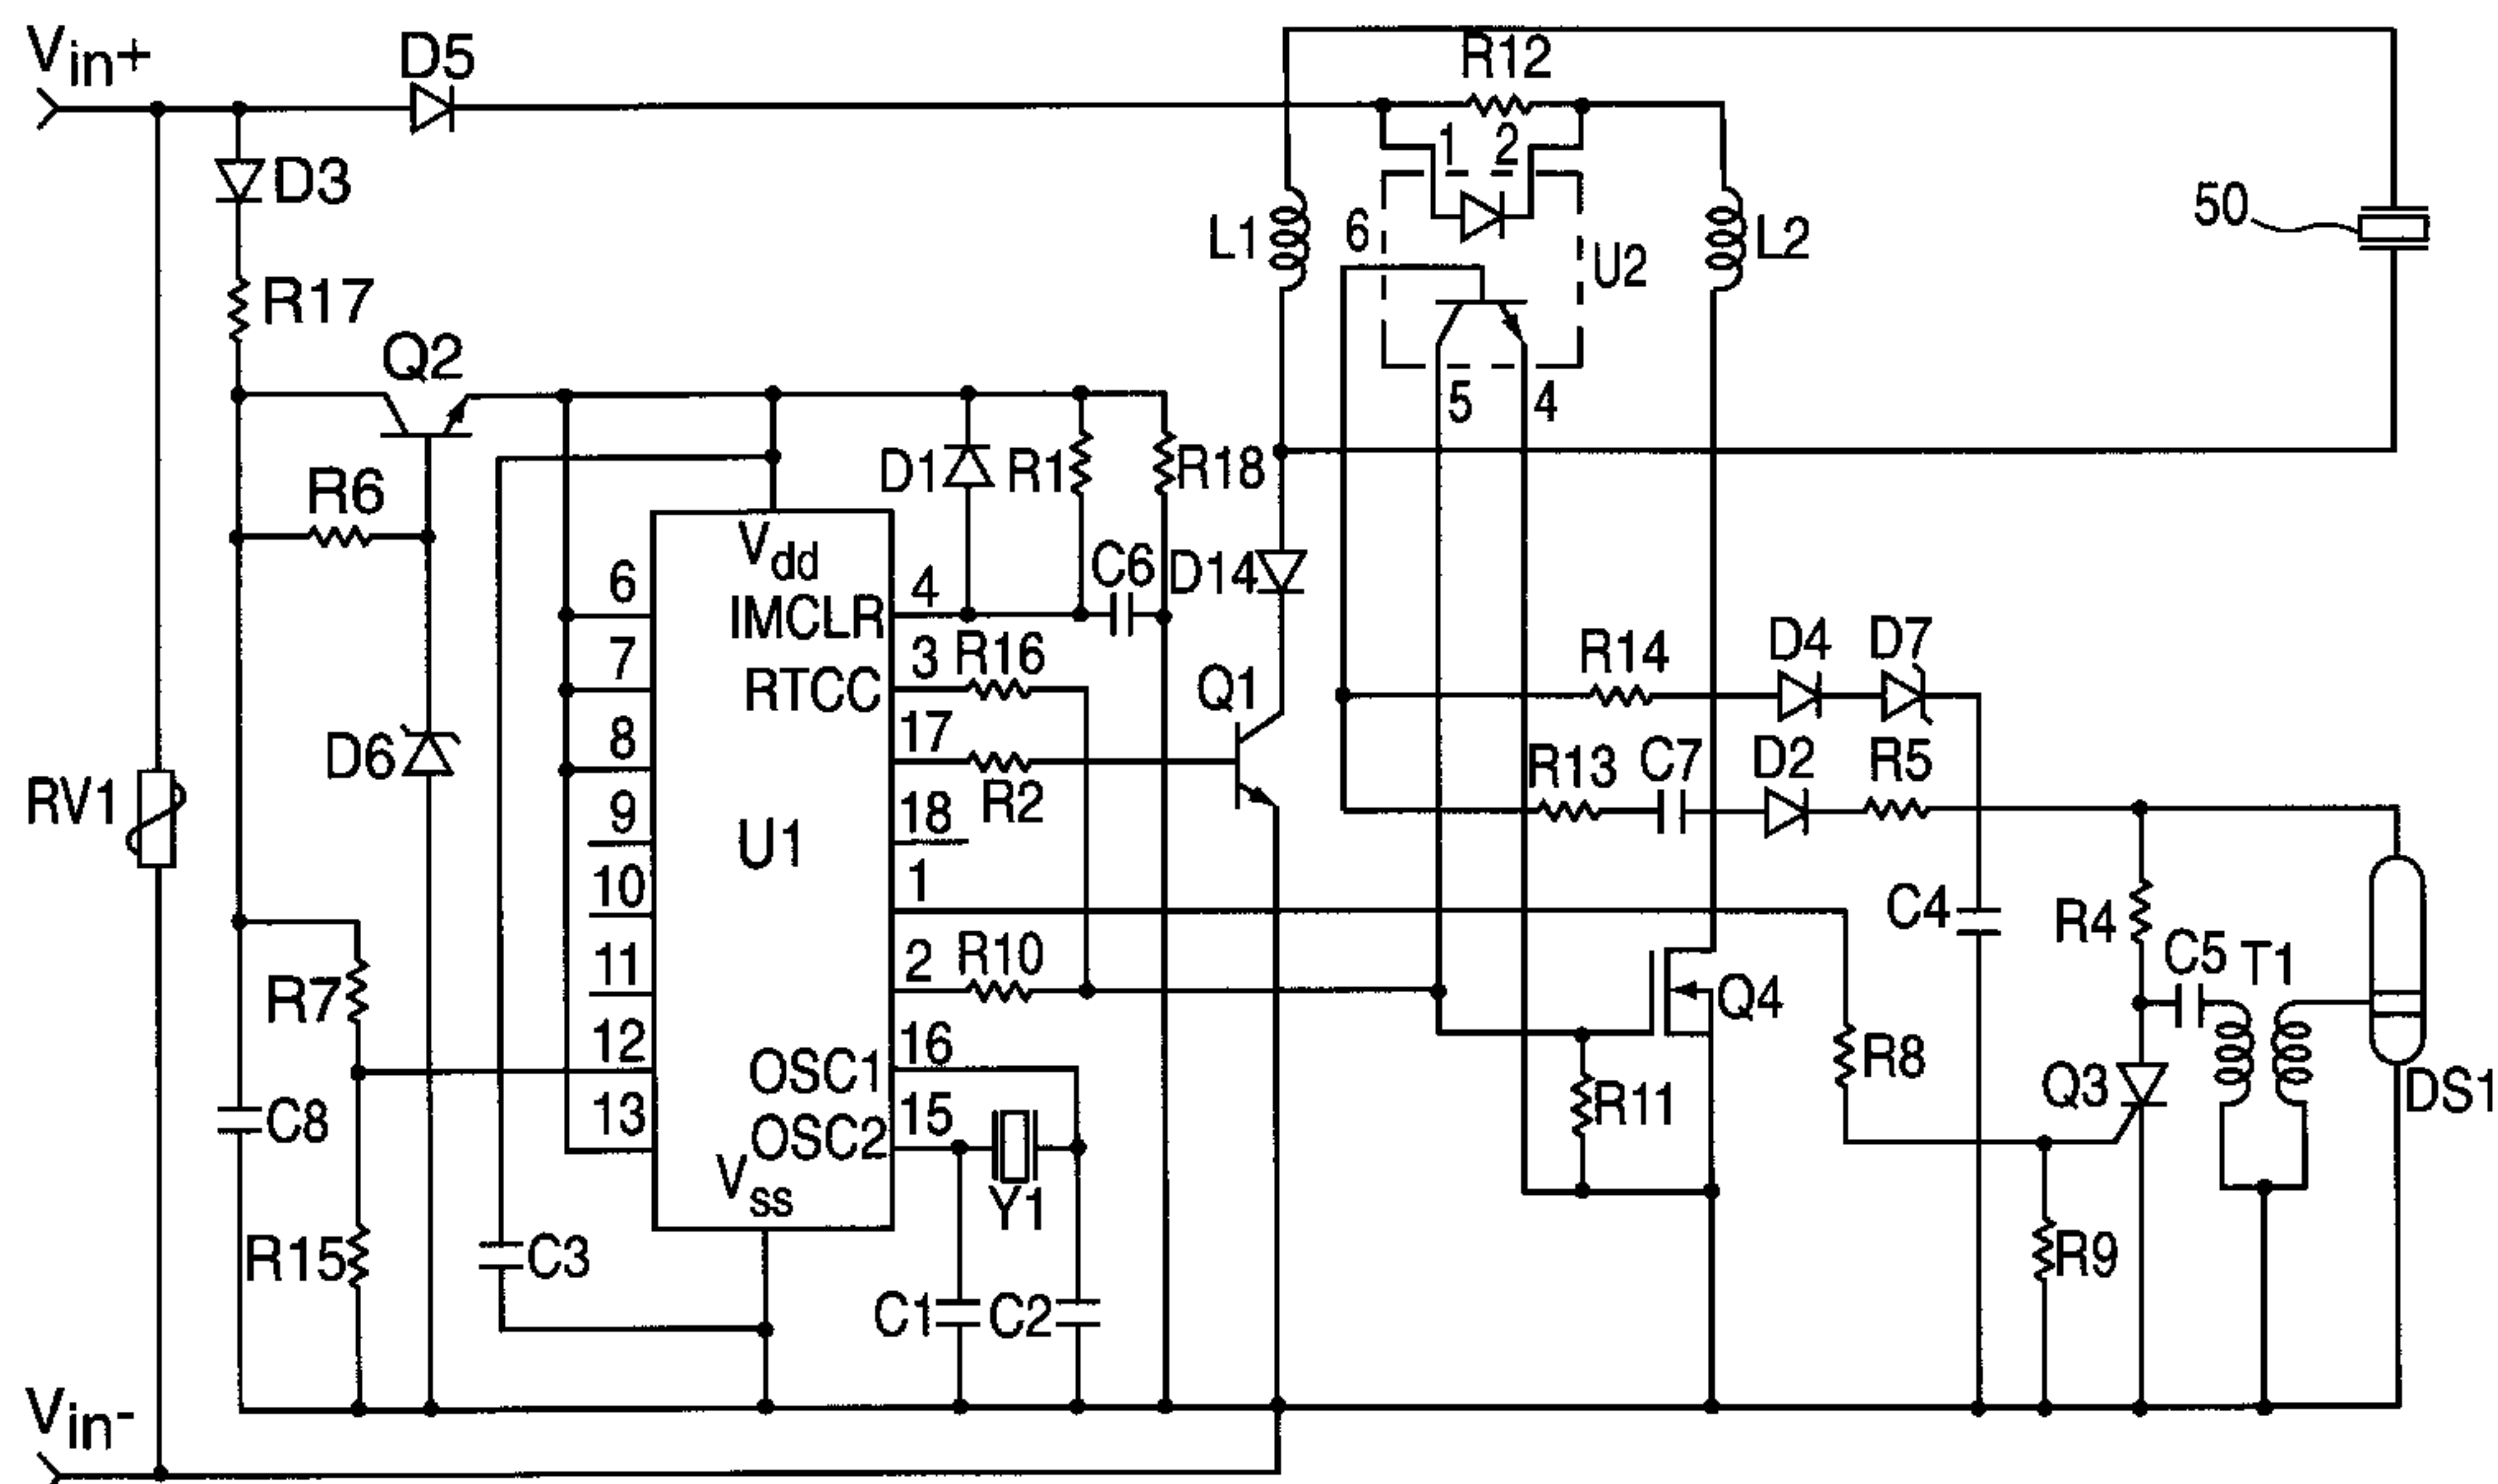 Vin+
D5
R12
D3
1 2
50
6
L1
U2
L2
R17
Q2
5 4
D1
R1
R18
R6
Vdd
6
4
C6
D14
IMCLR
7
3
R16
R14
D4
D7
RTCC
Q1
8
17
D6
R13
C7
D2
R5
RV1
9
R2
18
U1
10
1
C4
R4
11
2
R10
C5
T1
R7
Q4
12
16
OSC1
R8
Q3
DS1
C8
13
15
R11
OSC2
Vss
Y1
R15
C3
R9
C1
C2
Vin-